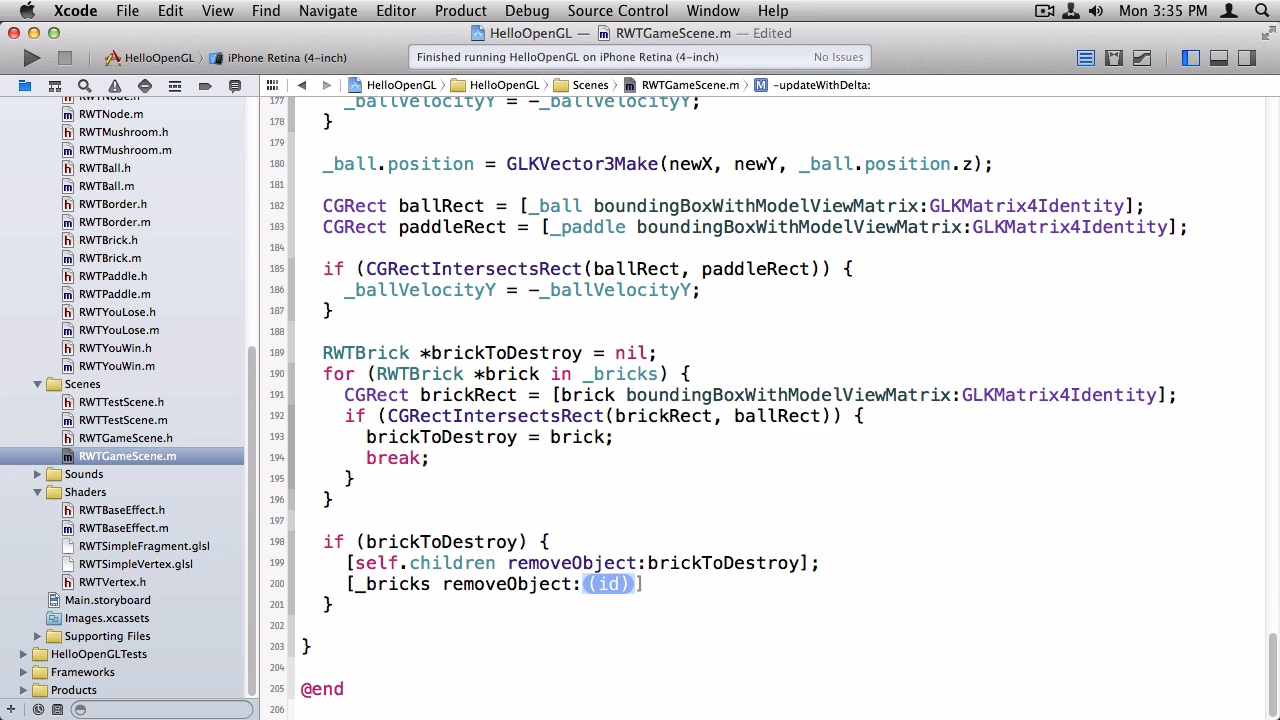 Xcode File Edit View Find Navigate Editor Product Debug Source Control Window Help Mon 3:35 PM
HelloOpenGL — RWTGameScene.m — Edited
HelloOpenGL iPhone Retina (4-inch) Finished running HelloOpenGL on iPhone Retina (4-inch) No Issues
HelloOpenGL HelloOpenGL Scenes RWTGameScene.m -updateWithDelta:
RWTNode.h
RWTNode.m
RWTMushroom.h
RWTMushroom.m
RWTBall.h
RWTBall.m
RWTBorder.h
RWTBorder.m
RWTBrick.h
RWTBrick.m
RWTPaddle.h
RWTPaddle.m
RWTYouLose.h
RWTYouLose.m
RWTYouWin.h
RWTYouWin.m
Scenes
RWTTestScene.h
RWTTestScene.m
RWTGameScene.h
RWTGameScene.m
Sounds
Shaders
RWTBaseEffect.h
RWTBaseEffect.m
RWTSimpleFragment.glsl
RWTSimpleVertex.glsl
RWTVertex.h
Main.storyboard
Images.xcassets
Supporting Files
HelloOpenGLTests
Frameworks
Products
177 _ballVelocityY = -_ballVelocityY;
178 }
179
180 _ball.position = GLKVector3Make(newX, newY, _ball.position.z);
181
182 CGRect ballRect = [_ball boundingBoxWithModelViewMatrix:GLKMatrix4Identity];
183 CGRect paddleRect = [_paddle boundingBoxWithModelViewMatrix:GLKMatrix4Identity];
184
185 if (CGRectIntersectsRect(ballRect, paddleRect)) {
186 _ballVelocityY = -_ballVelocityY;
187 }
188
189 RWTBrick *brickToDestroy = nil;
190 for (RWTBrick *brick in _bricks) {
191 CGRect brickRect = [brick boundingBoxWithModelViewMatrix:GLKMatrix4Identity];
192 if (CGRectIntersectsRect(brickRect, ballRect)) {
193 brickToDestroy = brick;
194 break;
195 }
196 }
197
198 if (brickToDestroy) {
199 [self.children removeObject:brickToDestroy];
200 [_bricks removeObject:(id)]
201 }
202
203 }
204
205 @end
206